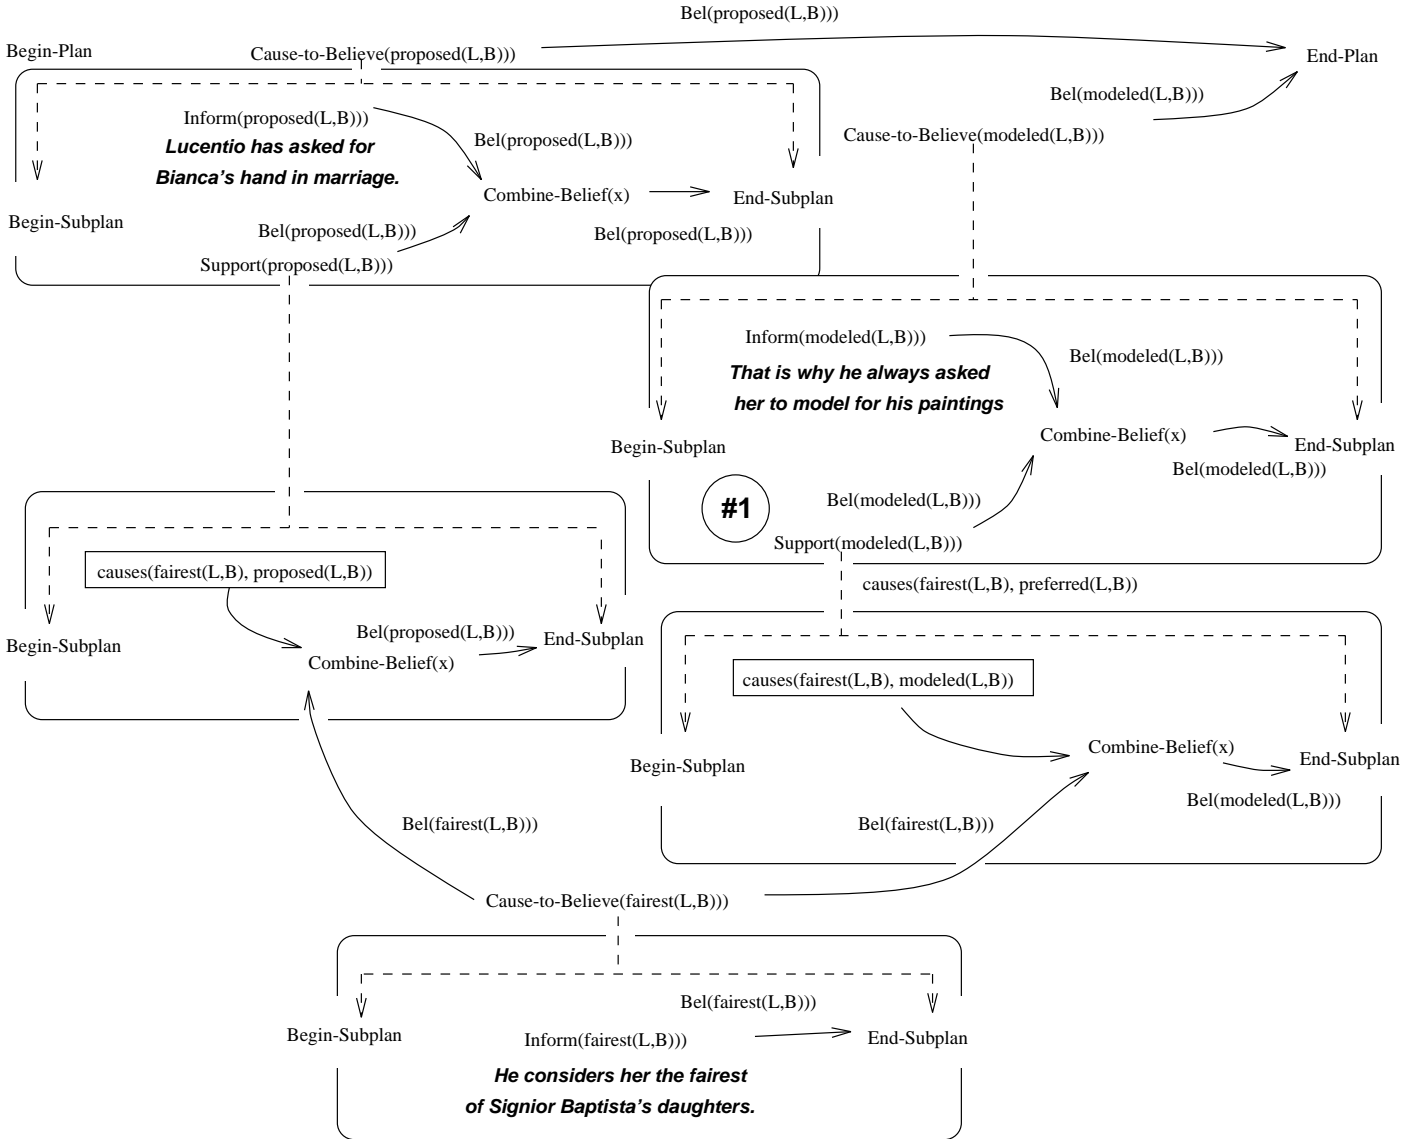 Bel(proposed(L,B)))
Begin-Plan
Cause-to-Believe(proposed(L,B)))
End-Plan
Bel(modeled(L,B)))
Cause-to-Believe(modeled(L,B)))
Inform(proposed(L,B)))
Lucentio has asked for
Bianca's hand in marriage.
Bel(proposed(L,B)))
Combine-Belief(x)
End-Subplan
Begin-Subplan
Bel(proposed(L,B)))
Bel(proposed(L,B)))
Support(proposed(L,B)))
Inform(modeled(L,B)))
Bel(modeled(L,B)))
That is why he always asked
her to model for his paintings
Begin-Subplan
Combine-Belief(x)
End-Subplan
Bel(modeled(L,B)))
Bel(modeled(L,B)))
#1
Support(modeled(L,B)))
causes(fairest(L,B), proposed(L,B))
causes(fairest(L,B), preferred(L,B))
Begin-Subplan
Bel(proposed(L,B)))
End-Subplan
Combine-Belief(x)
causes(fairest(L,B), modeled(L,B))
Begin-Subplan
Combine-Belief(x)
End-Subplan
Bel(modeled(L,B)))
Bel(fairest(L,B)))
Bel(fairest(L,B)))
Cause-to-Believe(fairest(L,B)))
Bel(fairest(L,B)))
Begin-Subplan
Inform(fairest(L,B)))
End-Subplan
He considers her the fairest
of Signior Baptista's daughters.